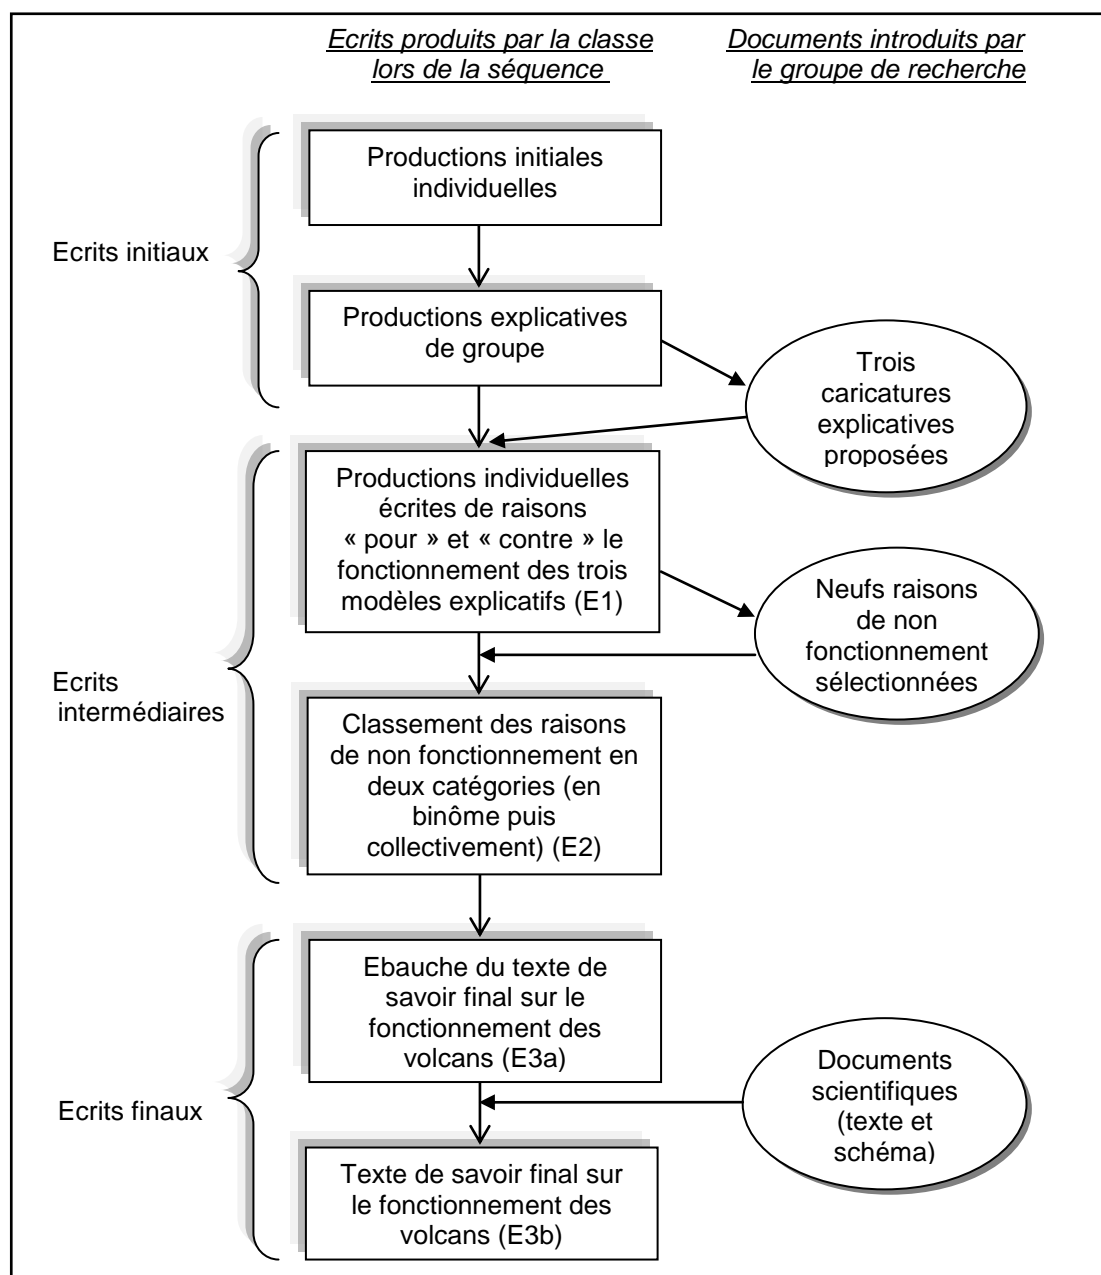 Ecrits produits par la classe
lors de la séquence
Documents introduits par
le groupe de recherche
Ecrits initiaux
Productions initiales
individuelles
Productions explicatives
de groupe
Trois
caricatures
explicatives
proposées
Ecrits
intermédiaires
Productions individuelles
écrites de raisons
« pour » et « contre » le
fonctionnement des trois
modèles explicatifs (E1)
Neufs raisons
de non
fonctionnement
sélectionnées
Classement des raisons
de non fonctionnement en
deux catégories (en
binôme puis
collectivement) (E2)
Ecrits finaux
Ebauche du texte de
savoir final sur le
fonctionnement des
volcans (E3a)
Documents
scientifiques
(texte et
schéma)
Texte de savoir final sur
le fonctionnement des
volcans (E3b)